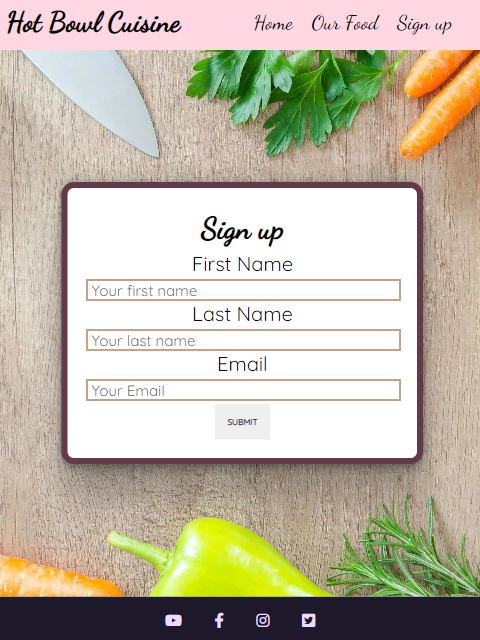 Hot Bowl Cuisine
Home Our Food Sign up
Sign up
First Name
Your first name
Last Name
Your last name
Email
Your Email
SUBMIT